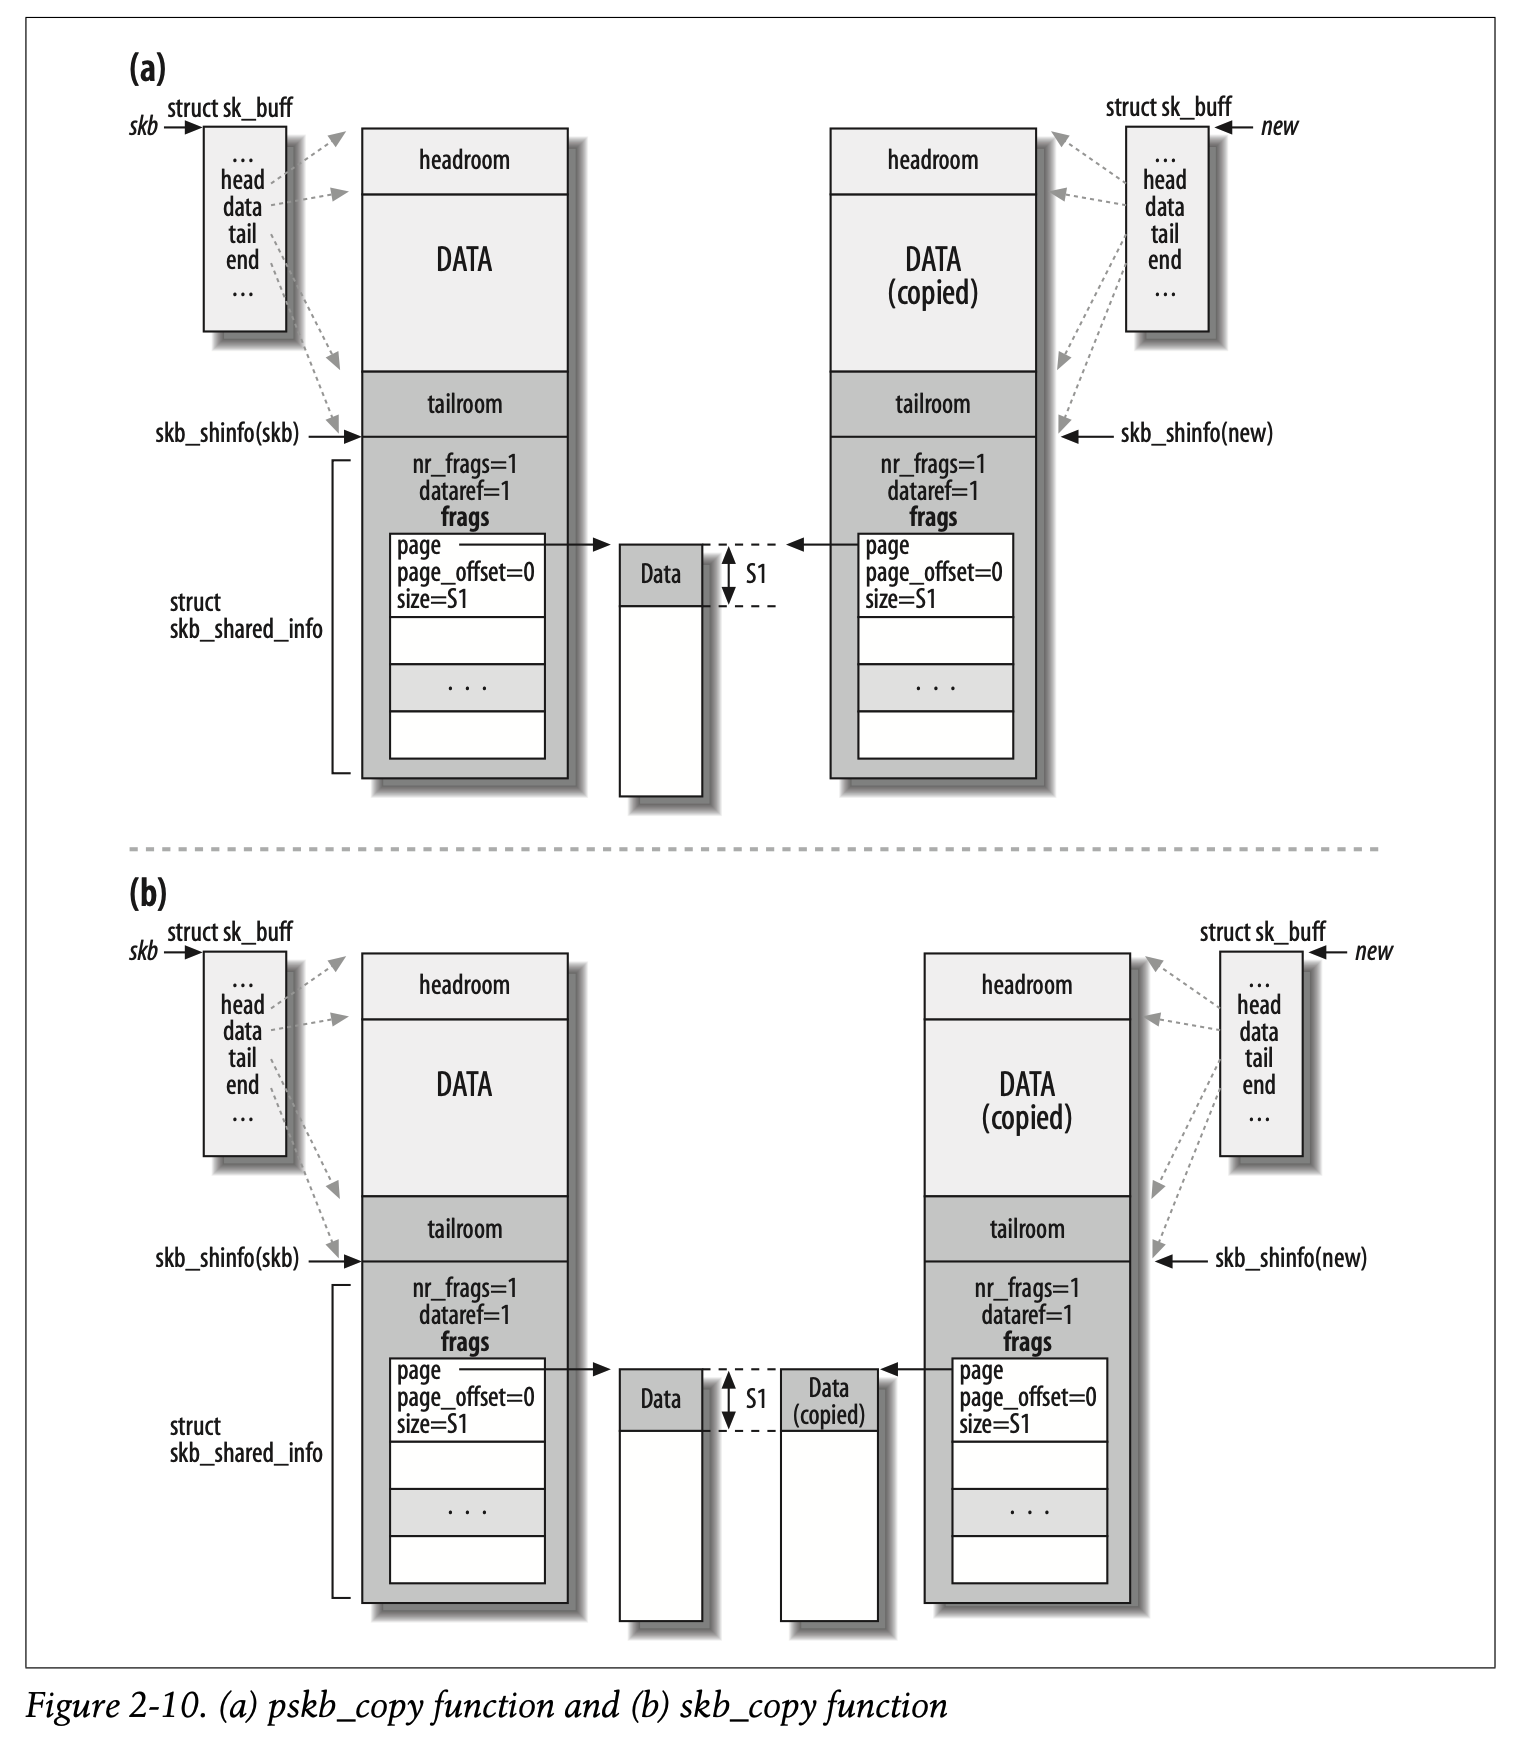 (a)
struct sk_buff
skb
...
head
data
tail
end
...
headroom
DATA
tailroom
skb_shinfo(skb)
nr_frags=1
dataref=1
frags
page
page_offset=0
size=S1
. . .
struct
skb_shared_info
Data
S1
headroom
DATA
(copied)
tailroom
nr_frags=1
dataref=1
frags
page
page_offset=0
size=S1
. . .
struct sk_buff
new
...
head
data
tail
end
...
skb_shinfo(new)
(b)
struct sk_buff
skb
...
head
data
tail
end
...
headroom
DATA
tailroom
skb_shinfo(skb)
nr_frags=1
dataref=1
frags
page
page_offset=0
size=S1
. . .
struct
skb_shared_info
Data
S1
Data
(copied)
headroom
DATA
(copied)
tailroom
nr_frags=1
dataref=1
frags
page
page_offset=0
size=S1
. . .
struct sk_buff
new
...
head
data
tail
end
...
skb_shinfo(new)
Figure 2-10. (a) pskb_copy function and (b) skb_copy function